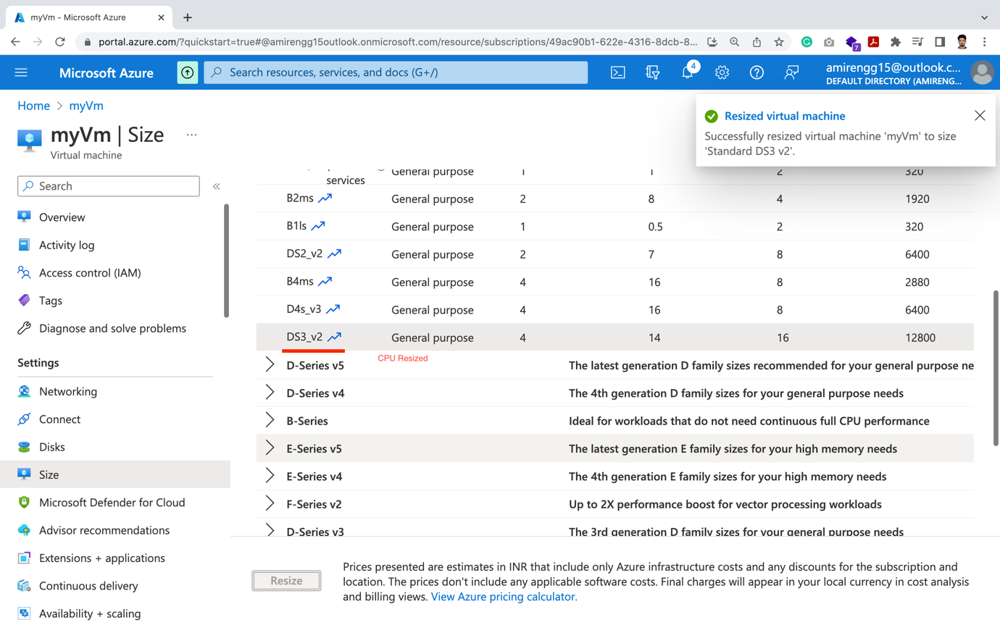 myVm - Microsoft Azure
portal.azure.com/?quickstart=true#@amirengg15outlook.onmicrosoft.com/resource/subscriptions/49ac90b1-622e-4316-8dcb-8...
7
Microsoft Azure
Search resources, services, and docs (G+/)
4
amirengg15@outlook.c...
DEFAULT DIRECTORY (AMIRENG...
Home > myVm
Resized virtual machine
Successfully resized virtual machine 'myVm' to size
'Standard DS3 v2'.
myVm | Size ...
Virtual machine
Search
«
Overview
Activity log
Access control (IAM)
Tags
Diagnose and solve problems
Settings
Networking
Connect
Disks
Size
Microsoft Defender for Cloud
Advisor recommendations
Extensions + applications
Continuous delivery
Availability + scaling
services General purpose 1 1 2 320
B2ms General purpose 2 8 4 1920
B1ls General purpose 1 0.5 2 320
DS2_v2 General purpose 2 7 8 6400
B4ms General purpose 4 16 8 2880
D4s_v3 General purpose 4 16 8 6400
DS3_v2 General purpose 4 14 16 12800
CPU Resized
D-Series v5 The latest generation D family sizes recommended for your general purpose ne
D-Series v4 The 4th generation D family sizes for your general purpose needs
B-Series Ideal for workloads that do not need continuous full CPU performance
E-Series v5 The latest generation E family sizes for your high memory needs
E-Series v4 The 4th generation E family sizes for your high memory needs
F-Series v2 Up to 2X performance boost for vector processing workloads
D-Series v3 The 3rd generation D family sizes for your general purpose needs
Resize
Prices presented are estimates in INR that include only Azure infrastructure costs and any discounts for the subscription and
location. The prices don't include any applicable software costs. Final charges will appear in your local currency in cost analysis
and billing views. View Azure pricing calculator.